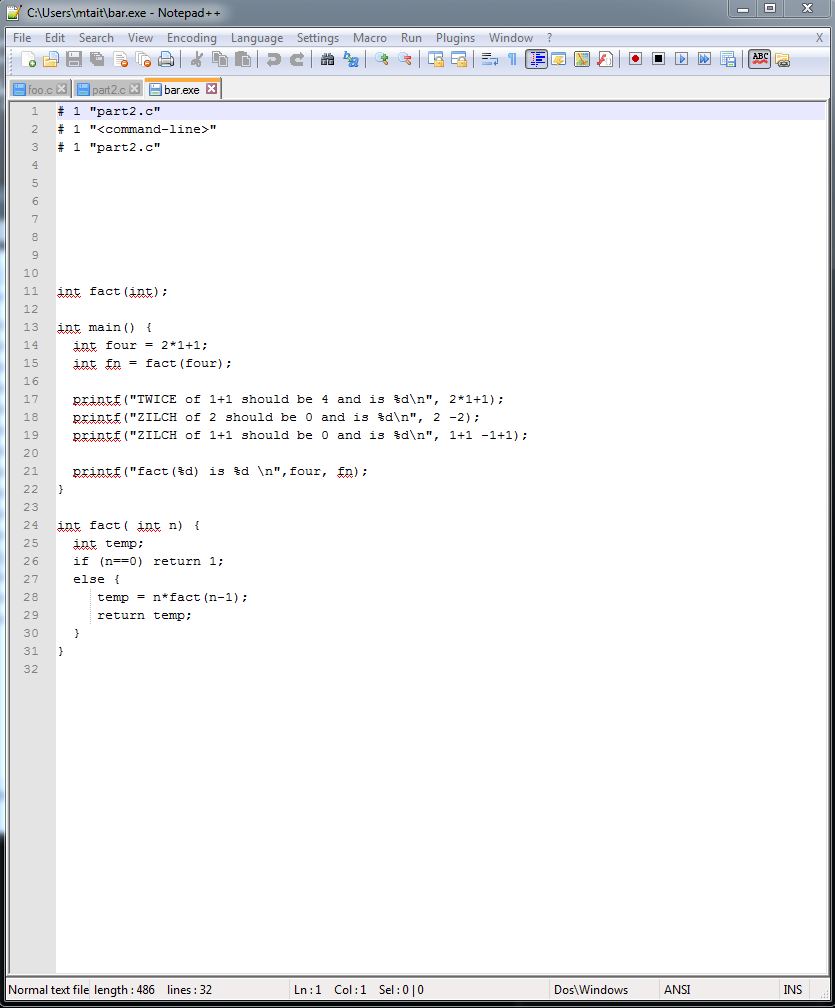 C:\Users\mtait\bar.exe - Notepad++
File Edit Search View Encoding Language Settings Macro Run Plugins Window ? X
ABC
foo.c part2.c bar.exe
1 # 1 "part2.c"
2 # 1 "<command-line>"
3 # 1 "part2.c"
4
5
6
7
8
9
10
11 int fact(int);
12
13 int main() {
14   int four = 2*1+1;
15   int fn = fact(four);
16
17   printf("TWICE of 1+1 should be 4 and is %d\n", 2*1+1);
18   printf("ZILCH of 2 should be 0 and is %d\n", 2 -2);
19   printf("ZILCH of 1+1 should be 0 and is %d\n", 1+1 -1+1);
20
21   printf("fact(%d) is %d \n",four, fn);
22 }
23
24 int fact( int n) {
25   int temp;
26   if (n==0) return 1;
27   else {
28      temp = n*fact(n-1);
29      return temp;
30   }
31 }
32
Normal text file length : 486 lines : 32 Ln : 1 Col : 1 Sel : 0 | 0 Dos\Windows ANSI INS